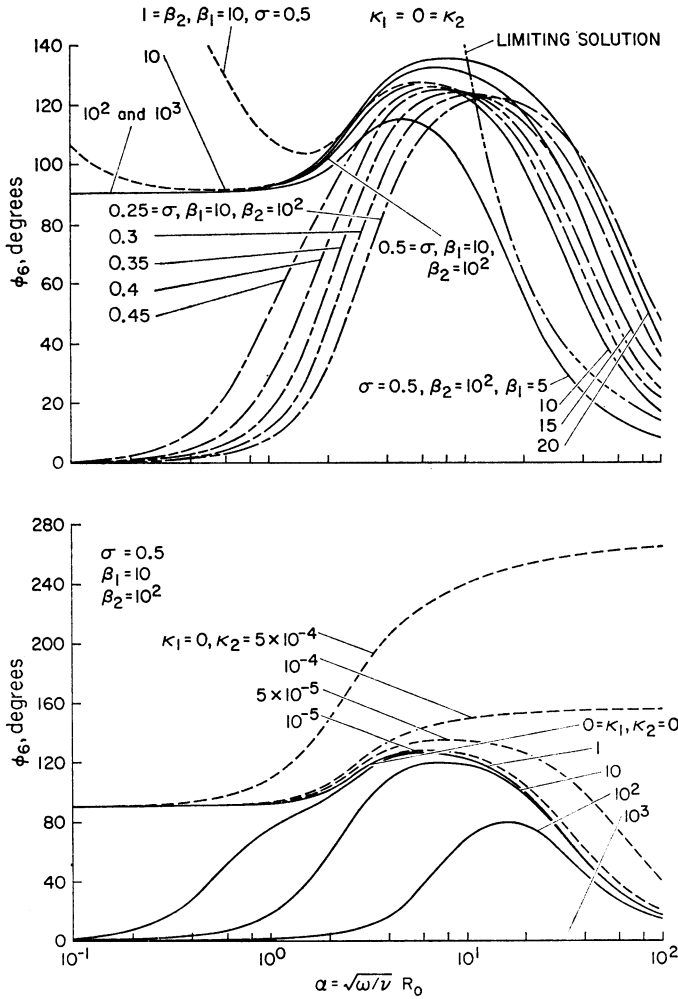 1 = β₂, β₁ = 10, σ = 0.5
κ₁ = 0 = κ₂
LIMITING SOLUTION
140
10
120
10² and 10³
100
80
0.25 = σ, β₁ = 10, β₂ = 10²
0.3
0.5 = σ, β₁ = 10,
β₂ = 10²
0.35
60
0.4
0.45
40
σ = 0.5, β₂ = 10², β₁ = 5
10
15
20
20
0
ϕ₆, degrees
280
σ = 0.5
β₁ = 10
β₂ = 10²
240
200
κ₁ = 0, κ₂ = 5 × 10⁻⁴
10⁻⁴
160
5 × 10⁻⁵
10⁻⁵
0 = κ₁, κ₂ = 0
1
120
10
10²
10³
80
40
0
ϕ₆, degrees
10⁻¹
10⁰
10¹
10²
α = √ω/ν R₀